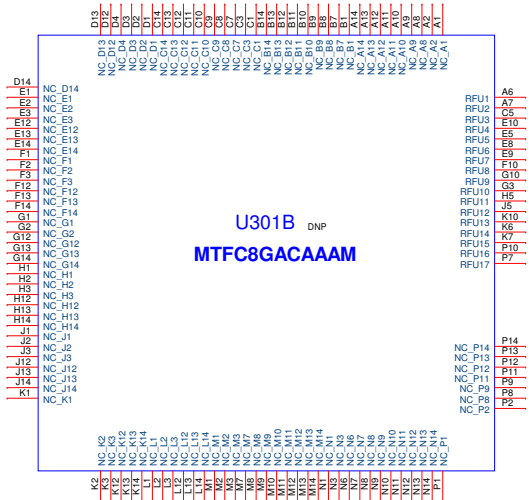 D13 D12 D4 D3 D2 D1 C14 C13 C12 C11 C10 C9 C8 C7 C3 C1 B14 B13 B12 B11 B10 B9 B8 B7 B1 A14 A13 A12 A11 A10 A9 A8 A2 A1
NC_D13 NC_D12 NC_D4 NC_D3 NC_D2 NC_D1 NC_C14 NC_C13 NC_C12 NC_C11 NC_C10 NC_C9 NC_C8 NC_C7 NC_C3 NC_C1 NC_B14 NC_B13 NC_B12 NC_B11 NC_B10 NC_B9 NC_B8 NC_B7 NC_B1 NC_A14 NC_A13 NC_A12 NC_A11 NC_A10 NC_A9 NC_A8 NC_A2 NC_A1
D14 NC_D14
E1 NC_E1
E2 NC_E2
E3 NC_E3
E12 NC_E12
E13 NC_E13
E14 NC_E14
F1 NC_F1
F2 NC_F2
F3 NC_F3
F12 NC_F12
F13 NC_F13
F14 NC_F14
G1 NC_G1
G2 NC_G2
G12 NC_G12
G13 NC_G13
G14 NC_G14
H1 NC_H1
H2 NC_H2
H3 NC_H3
H12 NC_H12
H13 NC_H13
H14 NC_H14
J1 NC_J1
J2 NC_J2
J3 NC_J3
J12 NC_J12
J13 NC_J13
J14 NC_J14
K1 NC_K1
U301B DNP
MTFC8GACAAAM
RFU1 A6
RFU2 A7
RFU3 C5
RFU4 E10
RFU5 E5
RFU6 E8
RFU7 E9
RFU8 F10
RFU9 G10
RFU10 G3
RFU11 H5
RFU12 J5
RFU13 K10
RFU14 K6
RFU15 K7
RFU16 P10
RFU17 P7
NC_P14 P14
NC_P13 P13
NC_P12 P12
NC_P11 P11
NC_P9 P9
NC_P8 P8
NC_P2 P2
NC_K2 NC_K3 NC_K12 NC_K13 NC_K14 NC_L1 NC_L2 NC_L3 NC_L12 NC_L13 NC_L14 NC_M1 NC_M2 NC_M3 NC_M7 NC_M8 NC_M9 NC_M10 NC_M11 NC_M12 NC_M13 NC_M14 NC_N1 NC_N3 NC_N6 NC_N7 NC_N8 NC_N9 NC_N10 NC_N11 NC_N12 NC_N13 NC_N14 NC_P1
K2 K3 K12 K13 K14 L1 L2 L3 L12 L13 L14 M1 M2 M3 M7 M8 M9 M10 M11 M12 M13 M14 N1 N3 N6 N7 N8 N9 N10 N11 N12 N13 N14 P1